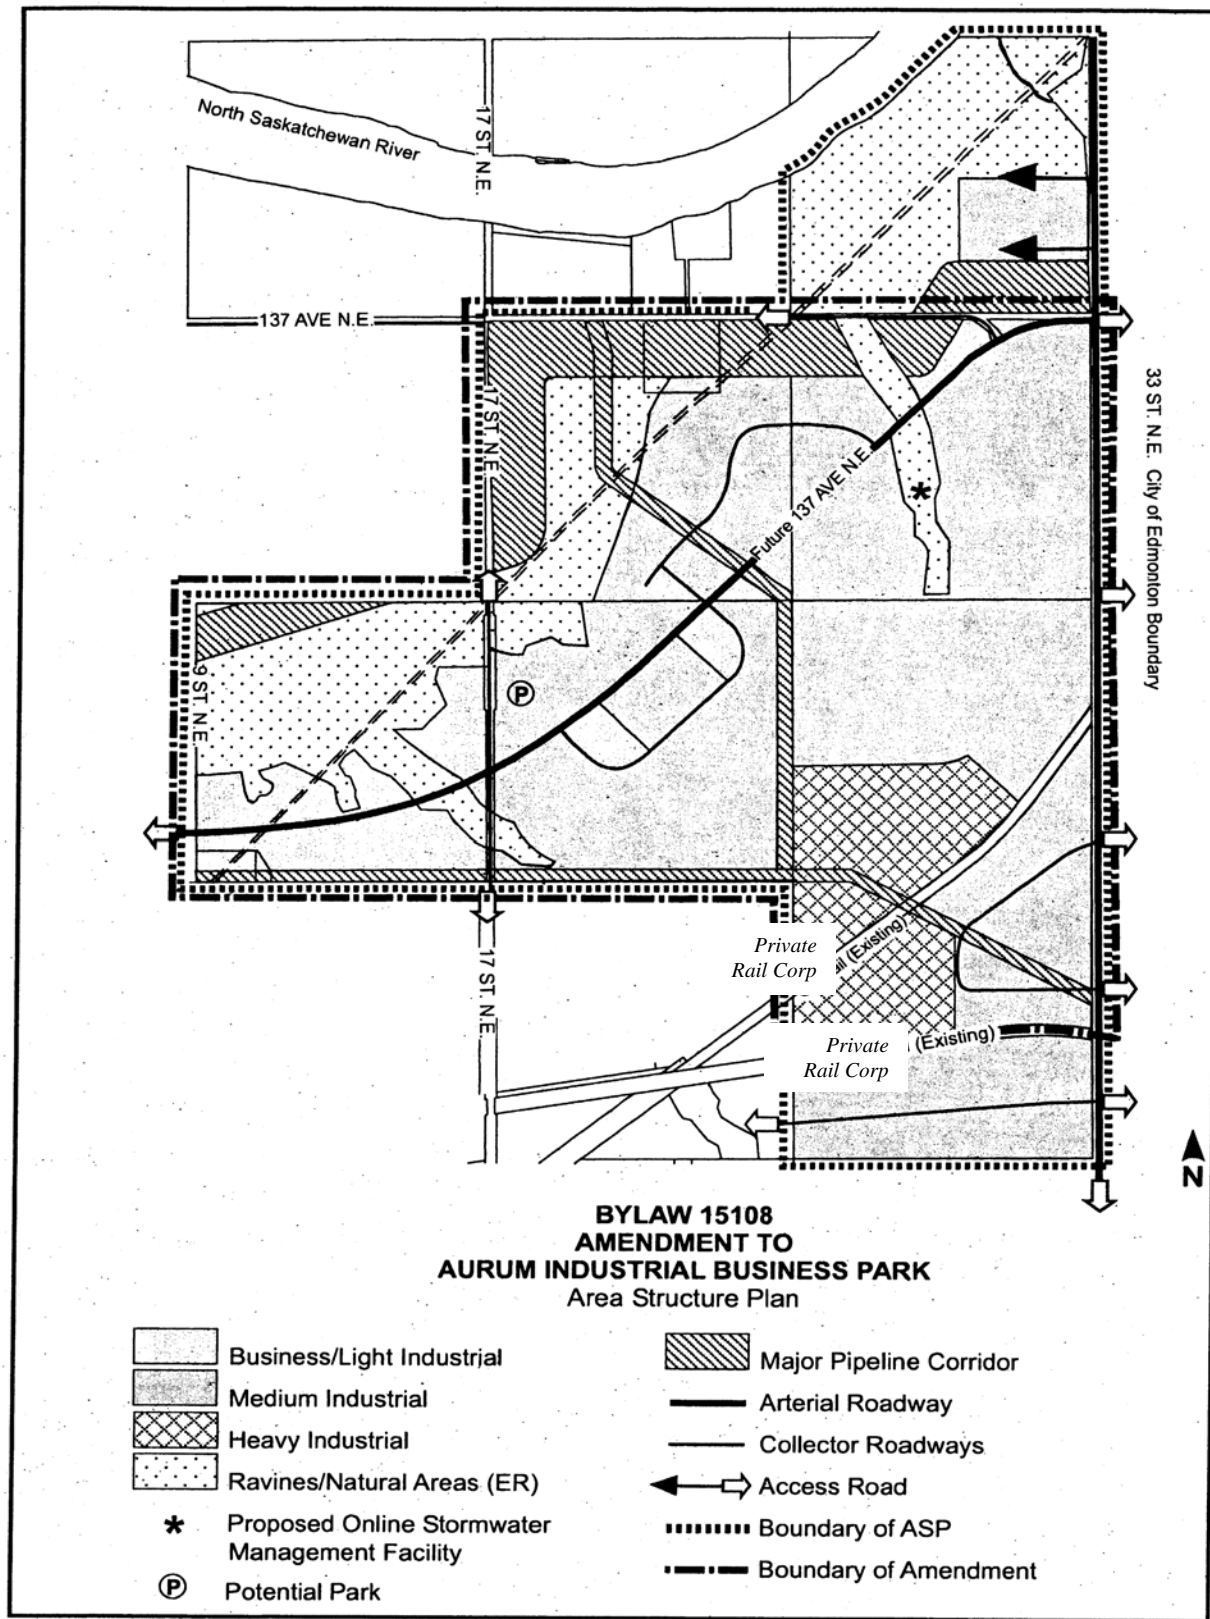 North Saskatchewan River
17 ST. N.E.
137 AVE N.E.
17 ST. N.E.
33 ST. N.E. City of Edmonton Boundary
Future 137 AVE N.E.
9 ST. N.E.
P
Private
Rail Corp
(Existing)
17 ST. N.E.
Private
Rail Corp
(Existing)
N
BYLAW 15108
AMENDMENT TO
AURUM INDUSTRIAL BUSINESS PARK
Area Structure Plan
Business/Light Industrial
Medium Industrial
Heavy Industrial
Ravines/Natural Areas (ER)
* Proposed Online Stormwater
Management Facility
P Potential Park
Major Pipeline Corridor
Arterial Roadway
Collector Roadways
Access Road
Boundary of ASP
Boundary of Amendment